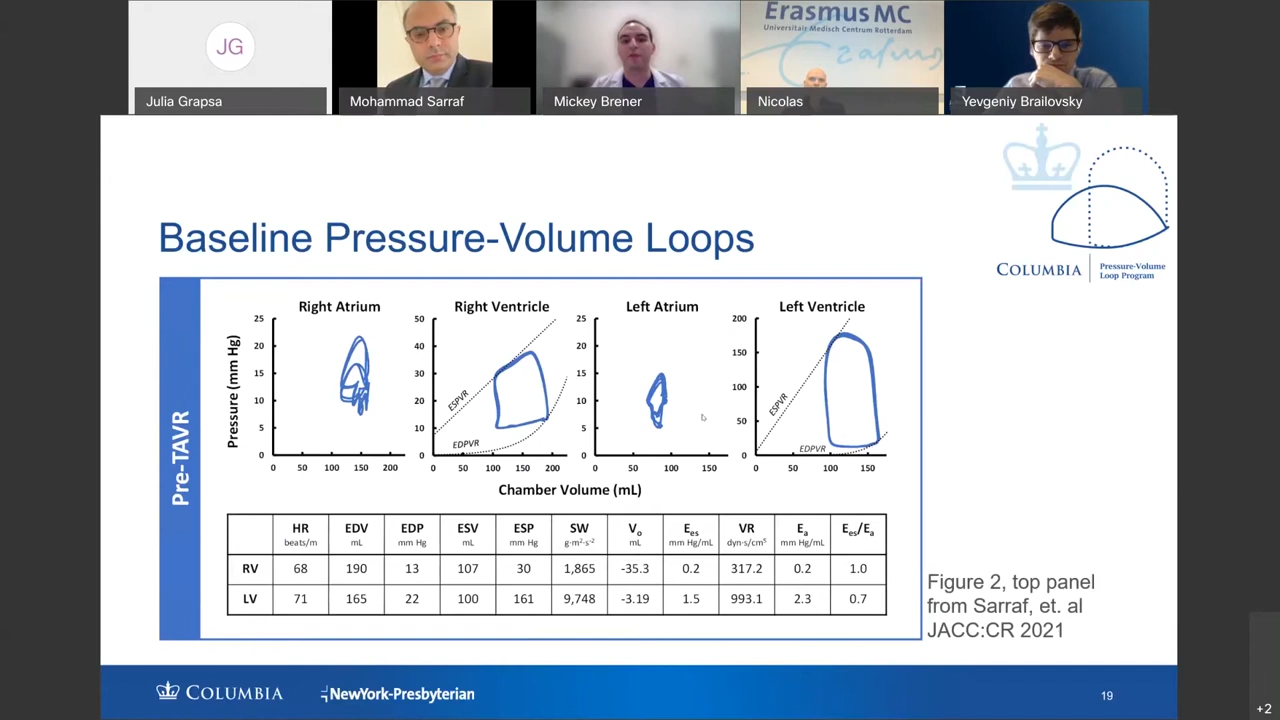 JG
Julia Grapsa
Mohammad Sarraf
Mickey Brener
Erasmus MC
Universitair Medisch Centrum Rotterdam
Nicolas
Yevgeniy Brailovsky
COLUMBIA
Pressure-Volume
Loop Program
Baseline Pressure-Volume Loops
Pre-TAVR
Right Atrium
Right Ventricle
Left Atrium
Left Ventricle
Pressure (mm Hg)
25
20
15
10
5
0
0 50 100 150 200
50
40
30
20
10
0
0 50 100 150 200
ESPVR
EDPVR
25
20
15
10
5
0
0 50 100 150
200
150
100
50
0
0 50 100 150
ESPVR
EDPVR
Chamber Volume (mL)
HR EDV EDP ESV ESP SW Vo Ees VR Ea Ees/Ea
beats/m mL mm Hg mL mm Hg g·m²·s⁻² mL mm Hg/mL dyn·s/cm⁵ mm Hg/mL
RV 68 190 13 107 30 1,865 -35.3 0.2 317.2 0.2 1.0
LV 71 165 22 100 161 9,748 -3.19 1.5 993.1 2.3 0.7
Figure 2, top panel
from Sarraf, et. al
JACC:CR 2021
COLUMBIA
NewYork-Presbyterian
19
+2